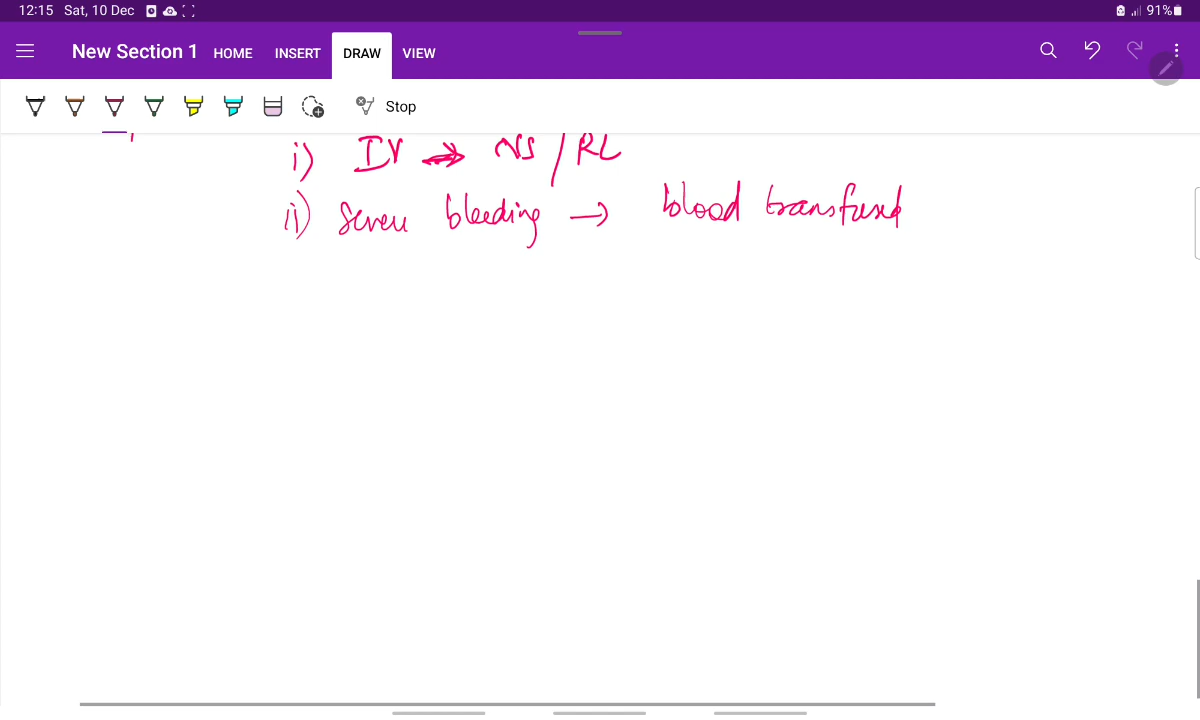 12:15 Sat, 10 Dec 91%
New Section 1 HOME INSERT DRAW VIEW
Stop
i) IV → NS / RL
ii) Severe bleeding → blood transfused